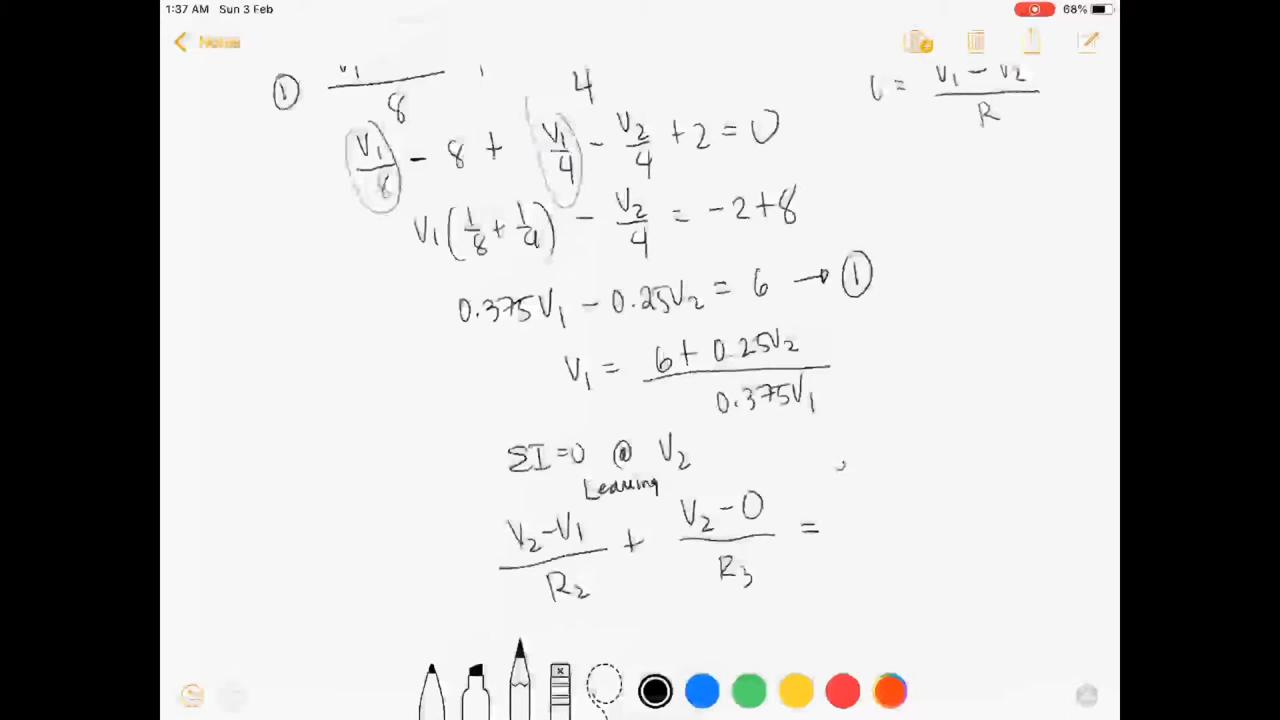 1:37 AM Sun 3 Feb 68%
Notes
① V1 / 8 4 i = (V1 - V2) / R
V1/8 - 8 + V1/4 - V2/4 + 2 = 0
V1(1/8 + 1/4) - V2/4 = -2+8
0.375V1 - 0.25V2 = 6 → ①
V1 = (6 + 0.25V2) / 0.375V1
ΣI=0 @ V2
Leaving
(V2-V1)/R2 + (V2-0)/R3 =